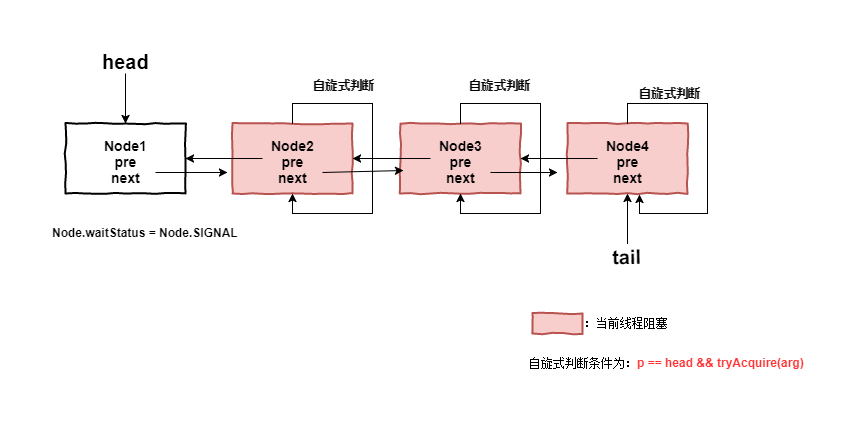 head
自旋式判断
自旋式判断
自旋式判断
Node1
pre
next
Node2
pre
next
Node3
pre
next
Node4
pre
next
Node.waitStatus = Node.SIGNAL
tail
：当前线程阻塞
自旋式判断条件为：p == head && tryAcquire(arg)